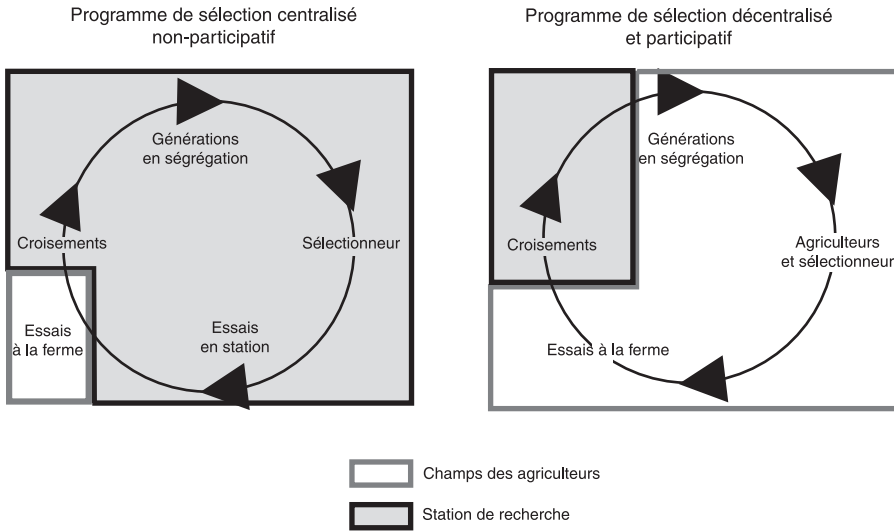 Programme de sélection centralisé
non-participatif
Générations
en ségrégation
Croisements
Sélectionneur
Essais
à la ferme
Essais
en station
Programme de sélection décentralisé
et participatif
Générations
en ségrégation
Croisements
Agriculteurs
et sélectionneur
Essais à la ferme
Champs des agriculteurs
Station de recherche